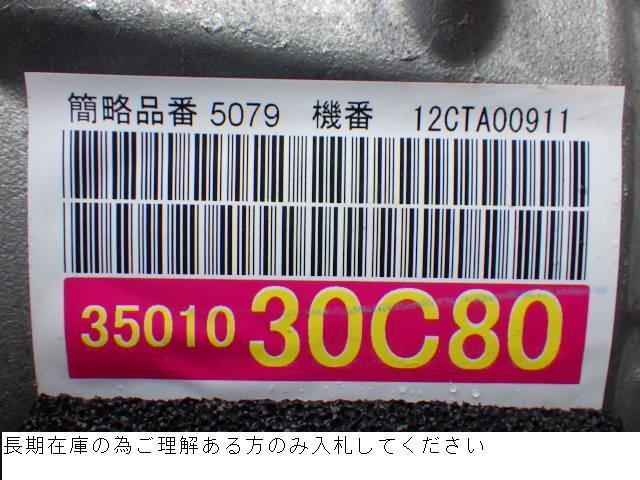 簡略品番 5079 機番 12CTA00911
35010 30C80
長期在庫の為ご理解ある方のみ入札してください